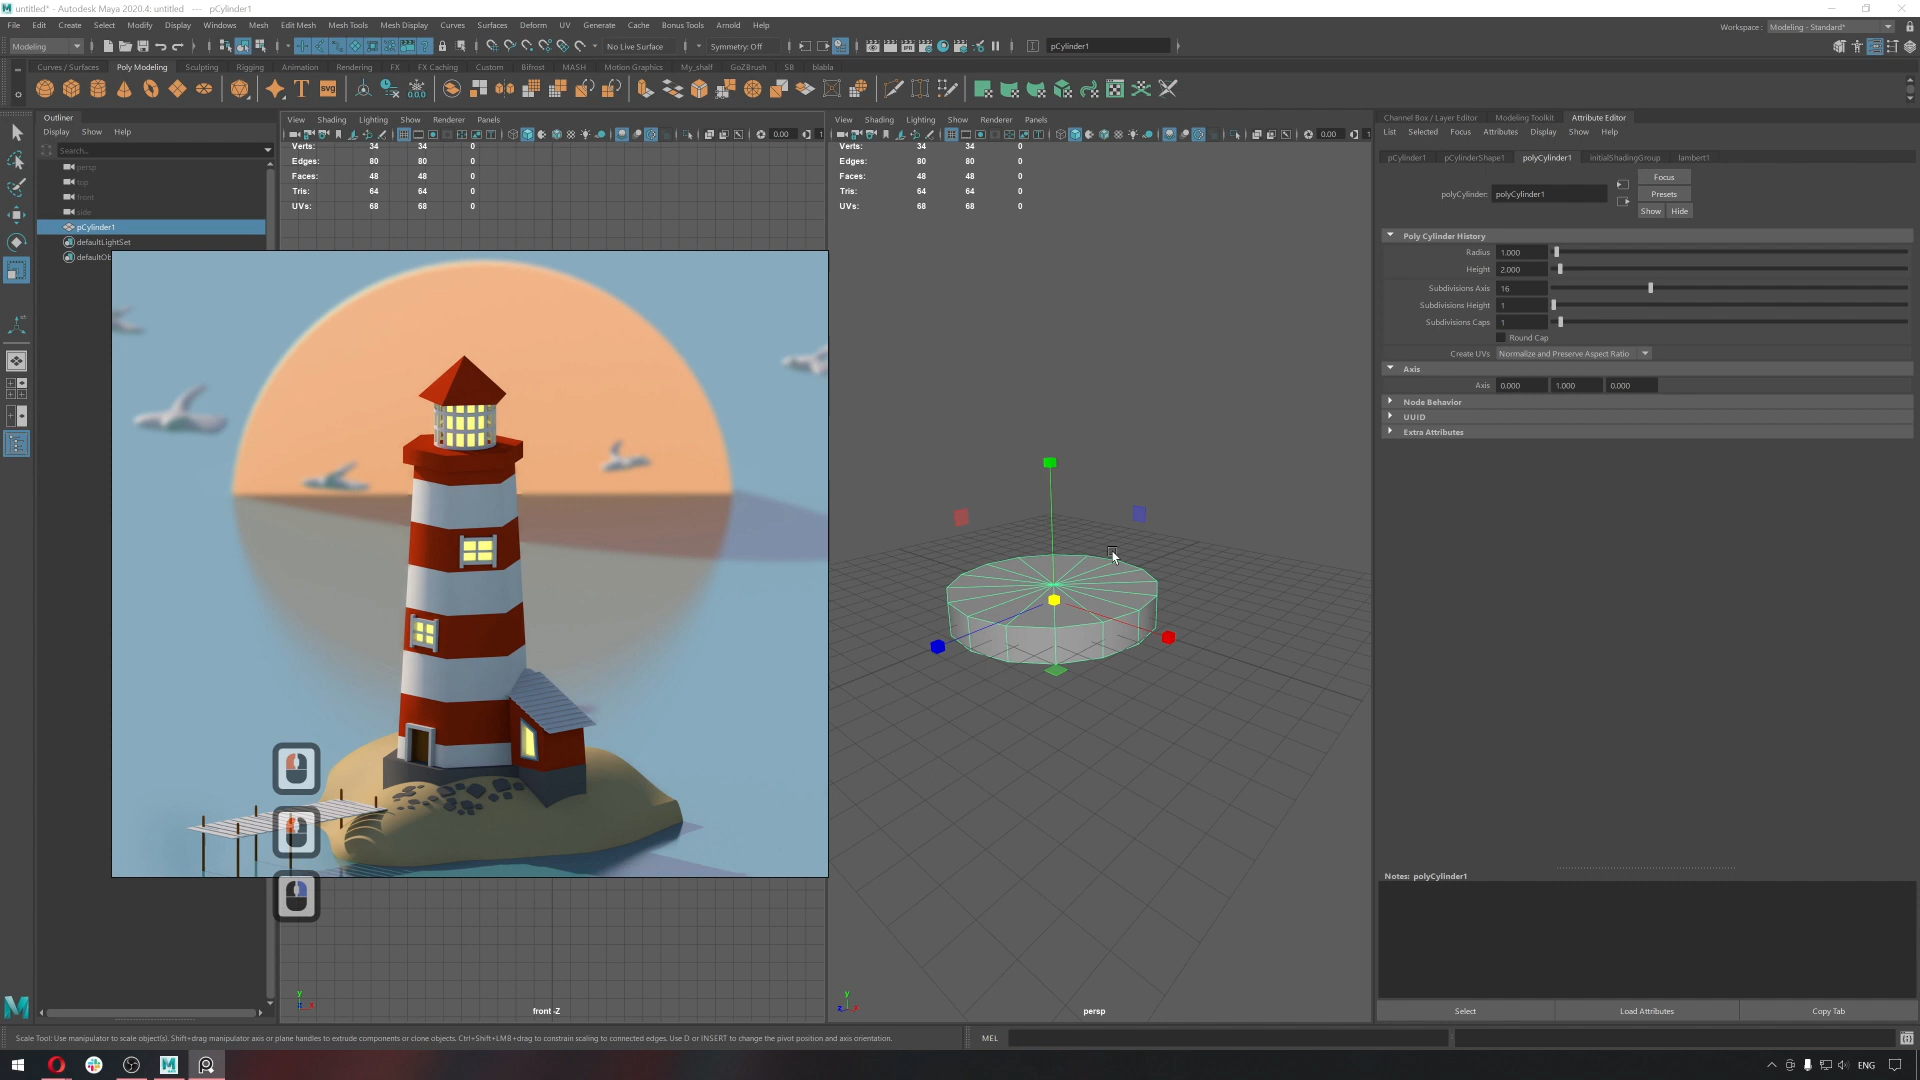 untitled* - Autodesk Maya 2020.4: untitled --- pCylinder1
File Edit Create Select Modify Display Windows Mesh Edit Mesh Mesh Tools Mesh Display Curves Surfaces Deform UV Generate Cache Bonus Tools Arnold Help
Workspace: Modeling - Standard*
Modeling No Live Surface Symmetry: Off pCylinder1
Curves / Surfaces Poly Modeling Sculpting Rigging Animation Rendering FX FX Caching Custom Bifrost MASH Motion Graphics My_shelf GoZBrush SB blabla
Outliner
Display Show Help
Search...
persp
top
front
side
pCylinder1
defaultLightSet
defaultOb
View Shading Lighting Show Renderer Panels
0.00 1
Verts: 34 34 0
Edges: 80 80 0
Faces: 48 48 0
Tris: 64 64 0
UVs: 68 68 0
front -Z
View Shading Lighting Show Renderer Panels
0.00 1
Verts: 34 34 0
Edges: 80 80 0
Faces: 48 48 0
Tris: 64 64 0
UVs: 68 68 0
persp
Channel Box / Layer Editor Modeling Toolkit Attribute Editor
List Selected Focus Attributes Display Show Help
pCylinder1 pCylinderShape1 polyCylinder1 initialShadingGroup lambert1
Focus
polyCylinder: polyCylinder1 Presets
Show Hide
Poly Cylinder History
Radius 1.000
Height 2.000
Subdivisions Axis 16
Subdivisions Height 1
Subdivisions Caps 1
Round Cap
Create UVs Normalize and Preserve Aspect Ratio
Axis
Axis 0.000 1.000 0.000
Node Behavior
UUID
Extra Attributes
Notes: polyCylinder1
Select Load Attributes Copy Tab
Scale Tool: Use manipulator to scale object(s). Shift+drag manipulator axis or plane handles to extrude components or clone objects. Ctrl+Shift+LMB+drag to constrain scaling to connected edges. Use D or INSERT to change the pivot position and axis orientation.
MEL
ENG